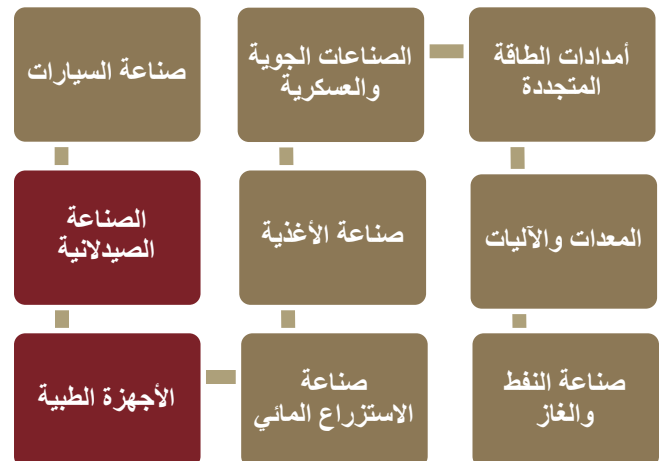 أمدادات الطاقة
المتجددة
الصناعات الجوية
والعسكرية
صناعة السيارات
المعدات والآليات
صناعة الأغذية
الصناعة
الصيدلانية
صناعة النفط
والغاز
صناعة
الاستزراع المائي
الأجهزة الطبية